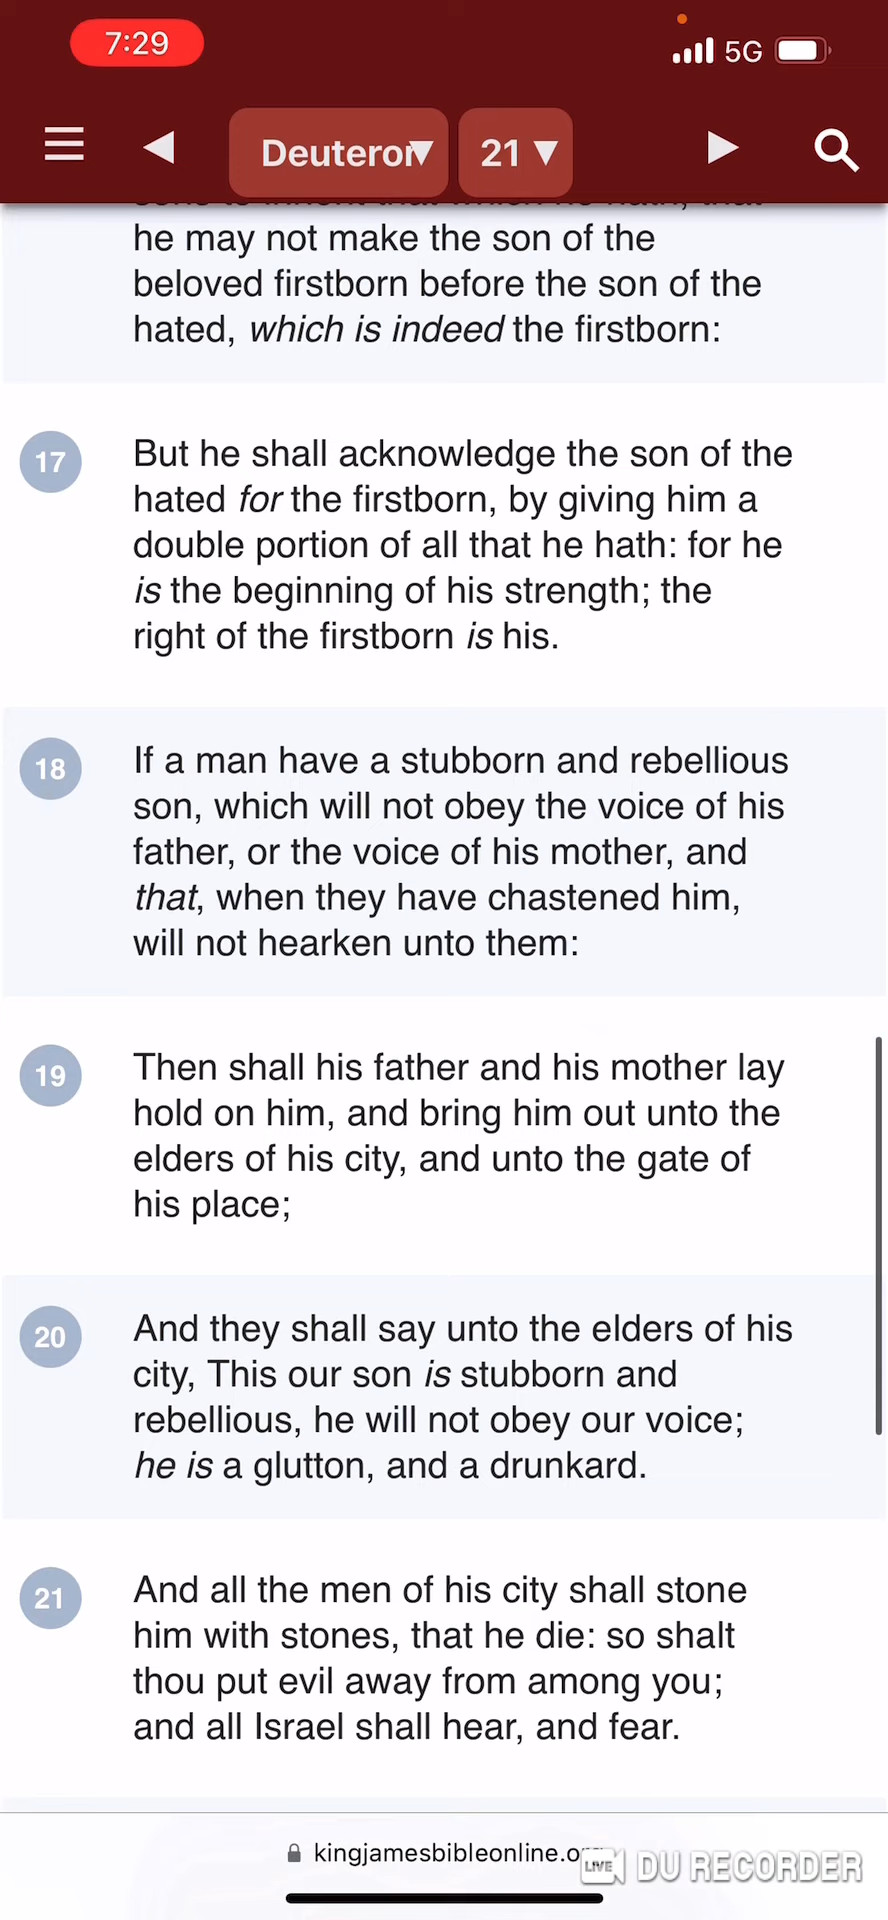 7:29
5G
Deuteror
21
he may not make the son of the
beloved firstborn before the son of the
hated, which is indeed the firstborn:
17
But he shall acknowledge the son of the
hated for the firstborn, by giving him a
double portion of all that he hath: for he
is the beginning of his strength; the
right of the firstborn is his.
18
If a man have a stubborn and rebellious
son, which will not obey the voice of his
father, or the voice of his mother, and
that, when they have chastened him,
will not hearken unto them:
19
Then shall his father and his mother lay
hold on him, and bring him out unto the
elders of his city, and unto the gate of
his place;
20
And they shall say unto the elders of his
city, This our son is stubborn and
rebellious, he will not obey our voice;
he is a glutton, and a drunkard.
21
And all the men of his city shall stone
him with stones, that he die: so shalt
thou put evil away from among you;
and all Israel shall hear, and fear.
kingjamesbibleonline.o
LIVE DU RECORDER